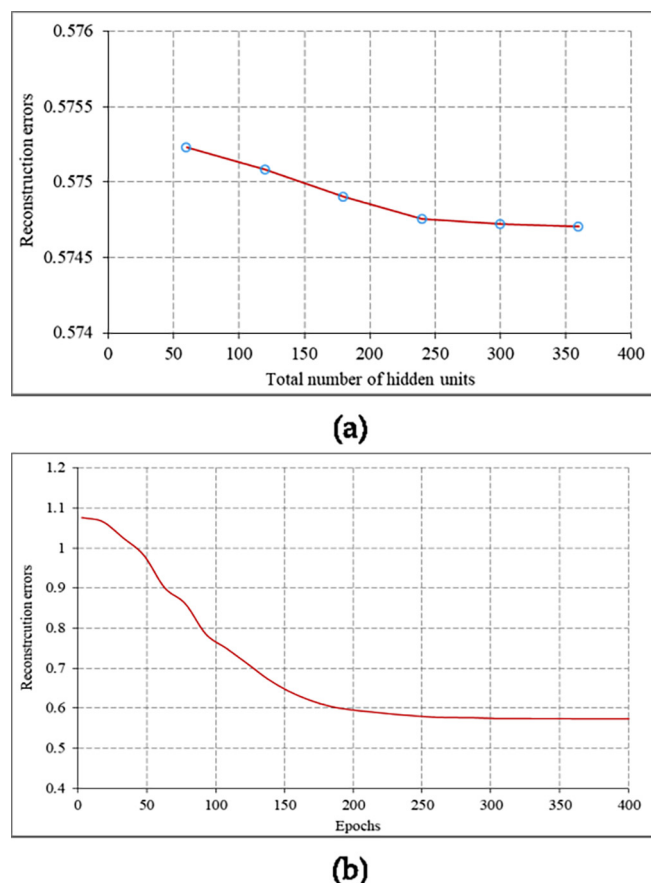 0.576
0.5755
0.575
0.5745
0.574
Reconstruction errors
0 50 100 150 200 250 300 350 400
Total number of hidden units
(a)
1.2
1.1
1
0.9
0.8
0.7
0.6
0.5
0.4
Reconstrcution errors
0 50 100 150 200 250 300 350 400
Epochs
(b)